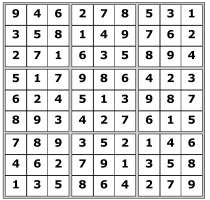 9 4 6 2 7 8 5 3 1
3 5 8 1 4 9 7 6 2
2 7 1 6 3 5 8 9 4
5 1 7 9 8 6 4 2 3
6 2 4 5 1 3 9 8 7
8 9 3 4 2 7 6 1 5
7 8 9 3 5 2 1 4 6
4 6 2 7 9 1 3 5 8
1 3 5 8 6 4 2 7 9